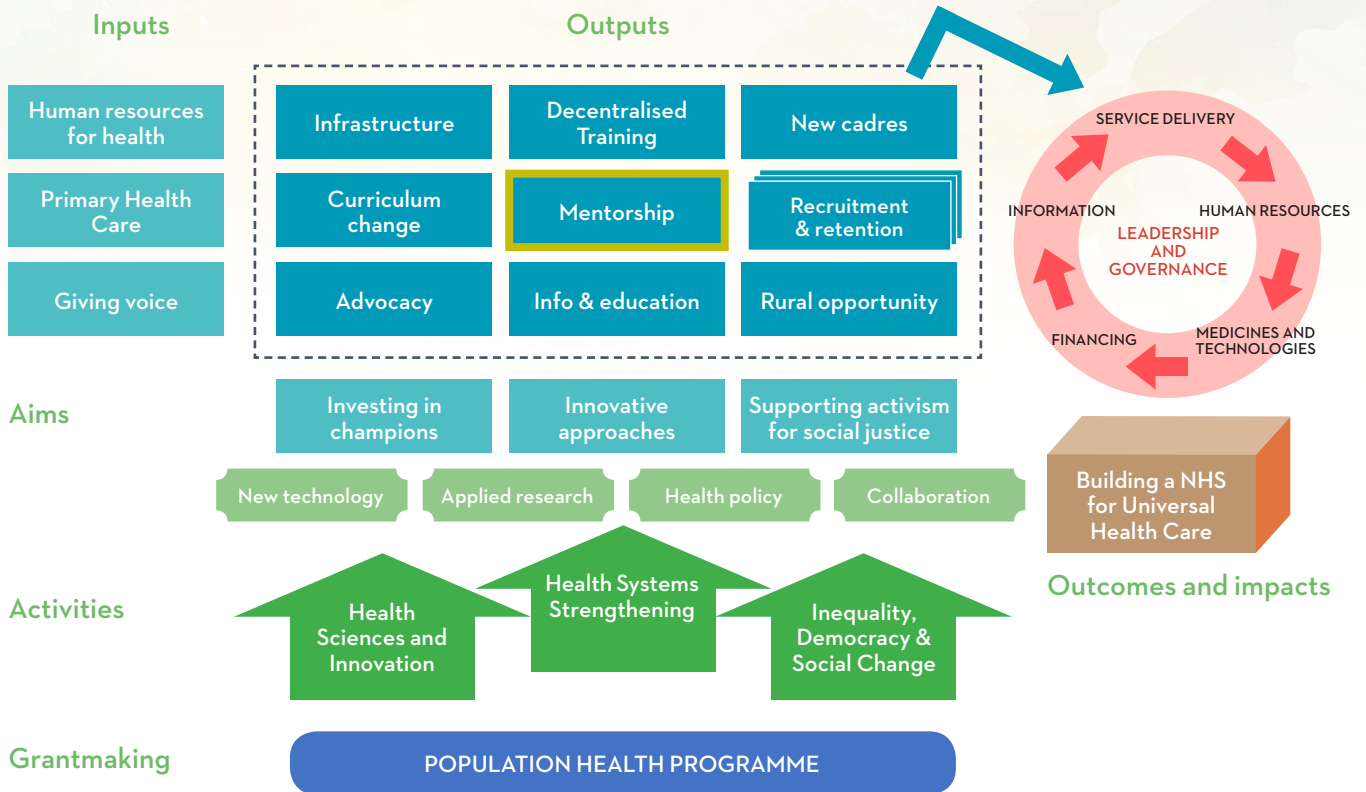 Inputs
Outputs
Human resources
for health
Infrastructure
Decentralised
Training
New cadres
Primary Health
Care
Curriculum
change
Mentorship
Recruitment
& retention
Giving voice
Advocacy
Info & education
Rural opportunity
SERVICE DELIVERY
INFORMATION
HUMAN RESOURCES
LEADERSHIP
AND
GOVERNANCE
FINANCING
MEDICINES AND
TECHNOLOGIES
Aims
Investing in
champions
Innovative
approaches
Supporting activism
for social justice
New technology
Applied research
Health policy
Collaboration
Building a NHS
for Universal
Health Care
Outcomes and impacts
Activities
Health
Sciences and
Innovation
Health Systems
Strengthening
Inequality,
Democracy &
Social Change
Grantmaking
POPULATION HEALTH PROGRAMME